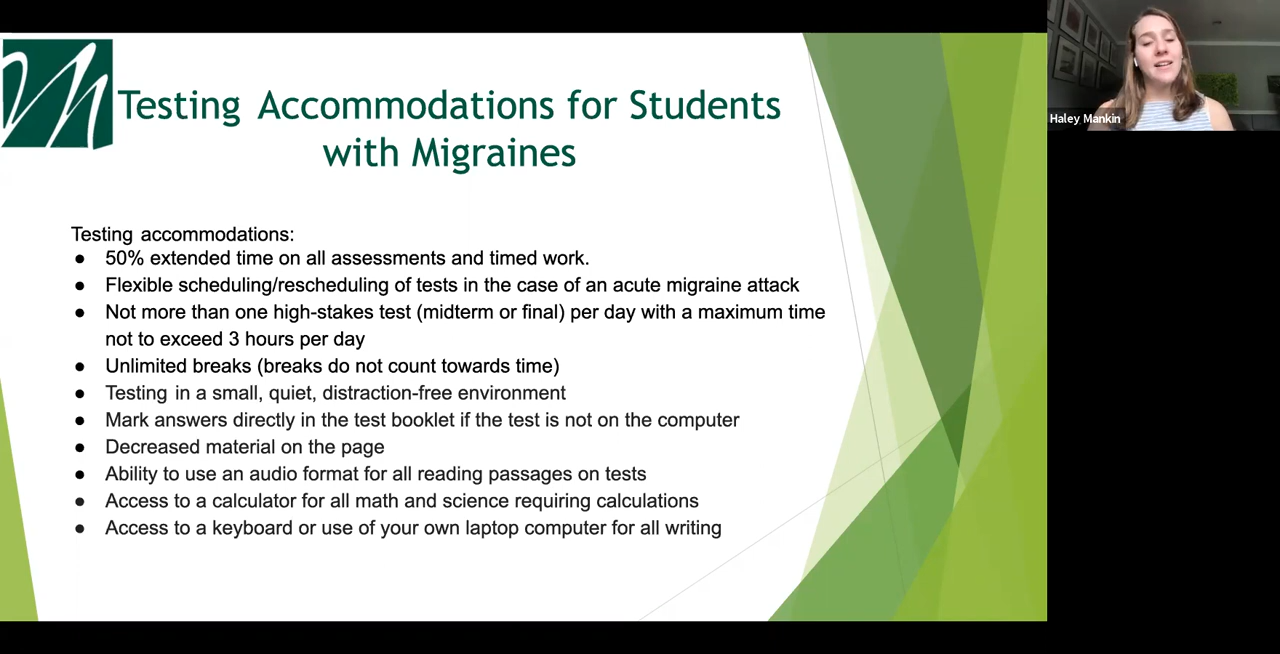 Testing Accommodations for Students
with Migraines
Haley Mankin
Testing accommodations:
● 50% extended time on all assessments and timed work.
● Flexible scheduling/rescheduling of tests in the case of an acute migraine attack
● Not more than one high-stakes test (midterm or final) per day with a maximum time
not to exceed 3 hours per day
● Unlimited breaks (breaks do not count towards time)
● Testing in a small, quiet, distraction-free environment
● Mark answers directly in the test booklet if the test is not on the computer
● Decreased material on the page
● Ability to use an audio format for all reading passages on tests
● Access to a calculator for all math and science requiring calculations
● Access to a keyboard or use of your own laptop computer for all writing